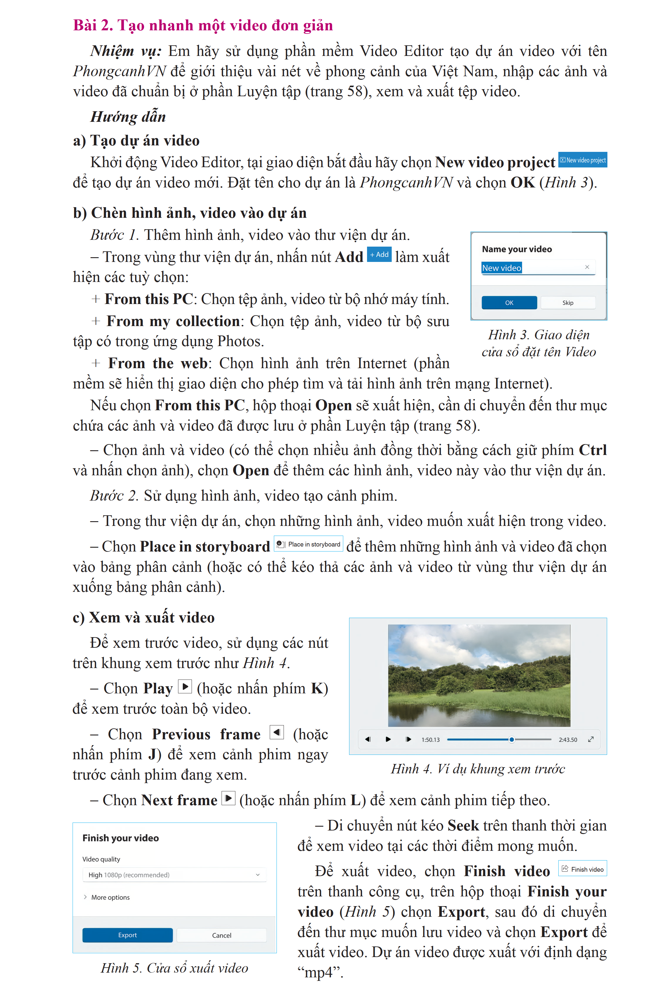 Bài 2. Tạo nhanh một video đơn giản
Nhiệm vụ: Em hãy sử dụng phần mềm Video Editor tạo dự án video với tên
PhongcanhVN để giới thiệu vài nét về phong cảnh của Việt Nam, nhập các ảnh và
video đã chuẩn bị ở phần Luyện tập (trang 58), xem và xuất tệp video.
Hướng dẫn
a) Tạo dự án video
Khởi động Video Editor, tại giao diện bắt đầu hãy chọn New video project New video project
để tạo dự án video mới. Đặt tên cho dự án là PhongcanhVN và chọn OK (Hình 3).
b) Chèn hình ảnh, video vào dự án
Bước 1. Thêm hình ảnh, video vào thư viện dự án.
– Trong vùng thư viện dự án, nhấn nút Add + Add làm xuất
hiện các tuỳ chọn:
+ From this PC: Chọn tệp ảnh, video từ bộ nhớ máy tính.
+ From my collection: Chọn tệp ảnh, video từ bộ sưu
tập có trong ứng dụng Photos.
+ From the web: Chọn hình ảnh trên Internet (phần
mềm sẽ hiển thị giao diện cho phép tìm và tải hình ảnh trên mạng Internet).
Name your video
New video
OK
Skip
Hình 3. Giao diện
cửa sổ đặt tên Video
Nếu chọn From this PC, hộp thoại Open sẽ xuất hiện, cần di chuyển đến thư mục
chứa các ảnh và video đã được lưu ở phần Luyện tập (trang 58).
– Chọn ảnh và video (có thể chọn nhiều ảnh đồng thời bằng cách giữ phím Ctrl
và nhấn chọn ảnh), chọn Open để thêm các hình ảnh, video này vào thư viện dự án.
Bước 2. Sử dụng hình ảnh, video tạo cảnh phim.
– Trong thư viện dự án, chọn những hình ảnh, video muốn xuất hiện trong video.
– Chọn Place in storyboard Place in storyboard để thêm những hình ảnh và video đã chọn
vào bảng phân cảnh (hoặc có thể kéo thả các ảnh và video từ vùng thư viện dự án
xuống bảng phân cảnh).
c) Xem và xuất video
Để xem trước video, sử dụng các nút
trên khung xem trước như Hình 4.
– Chọn Play (hoặc nhấn phím K)
để xem trước toàn bộ video.
– Chọn Previous frame (hoặc
nhấn phím J) để xem cảnh phim ngay
trước cảnh phim đang xem.
1:50.13
2:43.50
Hình 4. Ví dụ khung xem trước
– Chọn Next frame (hoặc nhấn phím L) để xem cảnh phim tiếp theo.
Finish your video
Video quality
High 1080p (recommended)
More options
Export
Cancel
Hình 5. Cửa sổ xuất video
– Di chuyển nút kéo Seek trên thanh thời gian
để xem video tại các thời điểm mong muốn.
Để xuất video, chọn Finish video Finish video
trên thanh công cụ, trên hộp thoại Finish your
video (Hình 5) chọn Export, sau đó di chuyển
đến thư mục muốn lưu video và chọn Export để
xuất video. Dự án video được xuất với định dạng
“mp4”.